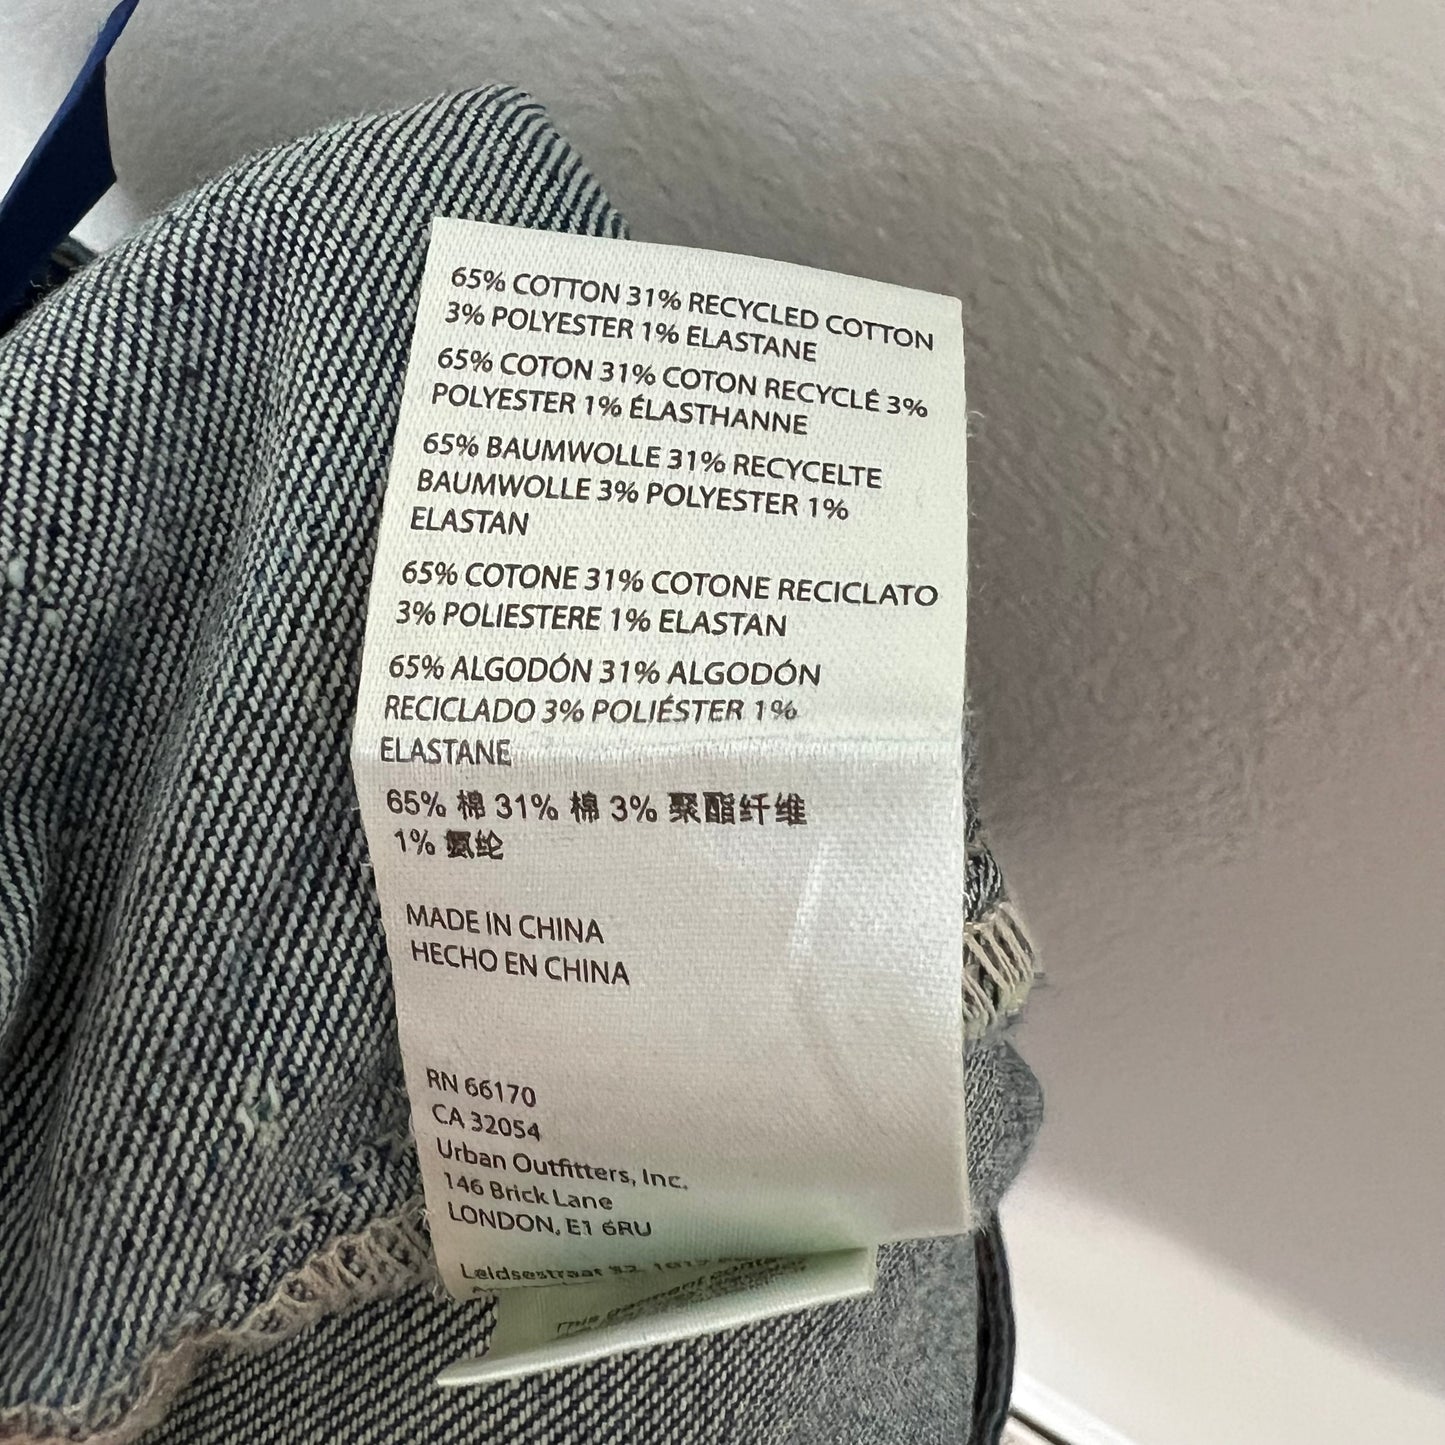 65% COTTON 31% RECYCLED COTTON
3% POLYESTER 1% ELASTANE
65% COTON 31% COTON RECYCLÉ 3%
POLYESTER 1% ÉLASTHANNE
65% BAUMWOLLE 31% RECYCELTE
BAUMWOLLE 3% POLYESTER 1%
ELASTAN
65% COTONE 31% COTONE RECICLATO
3% POLIESTERE 1% ELASTAN
65% ALGODÓN 31% ALGODÓN
RECICLADO 3% POLIÉSTER 1%
ELASTANE
65% 棉 31% 棉 3% 聚酯纤维
1% 氨纶
MADE IN CHINA
HECHO EN CHINA
RN 66170
CA 32054
Urban Outfitters, Inc.
146 Brick Lane
LONDON, E1 6RU
Leidsestraat 32,
This garment